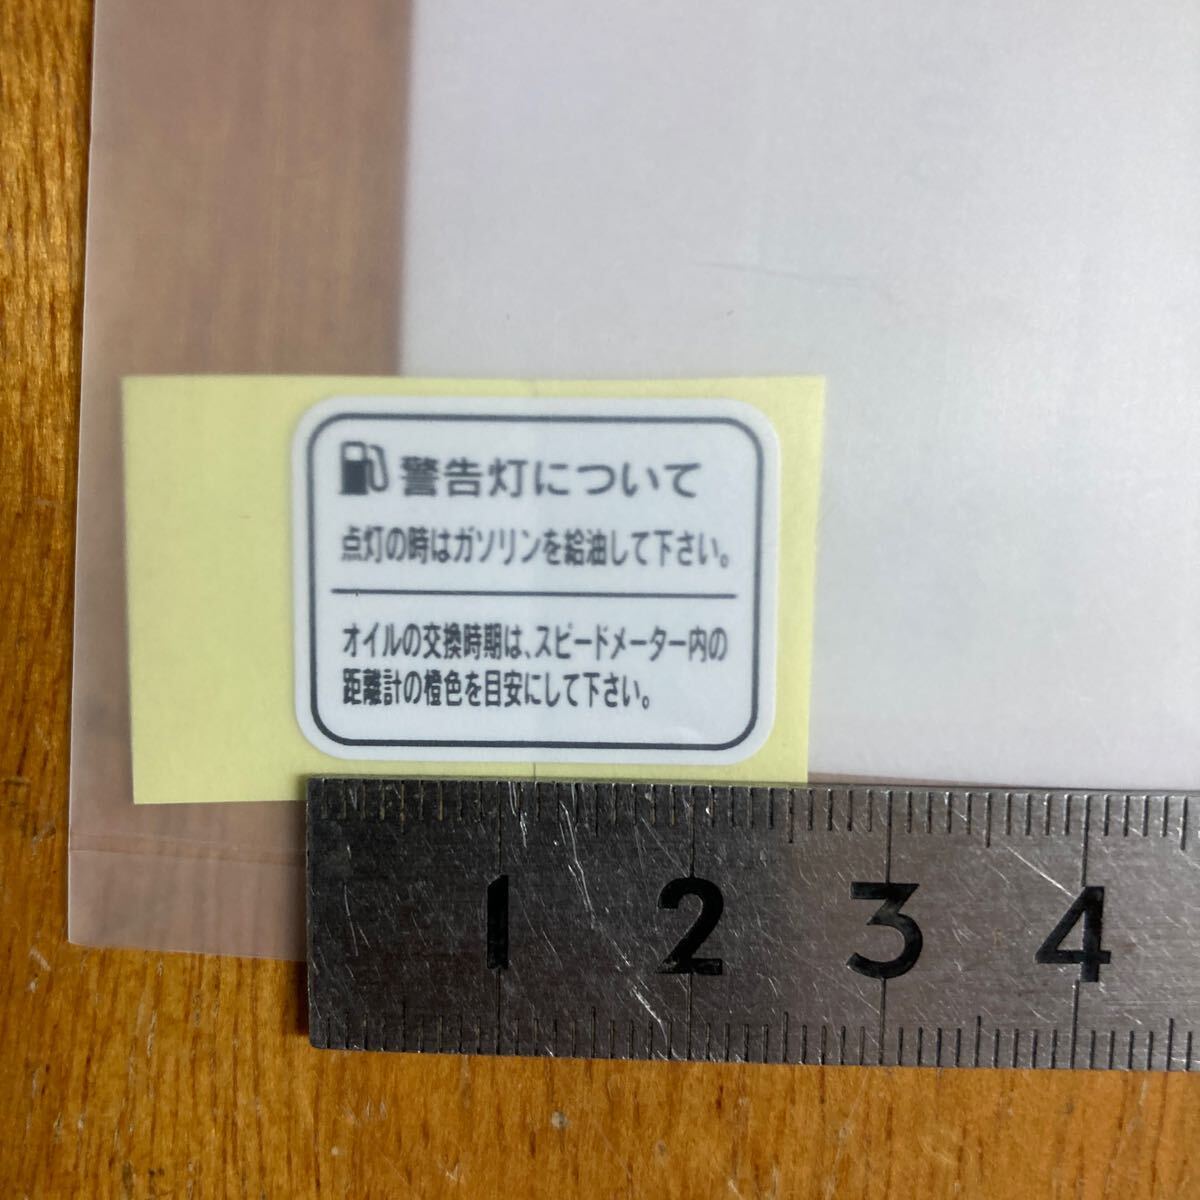 警告灯について
点灯の時はガソリンを給油して下さい。
オイルの交換時期は、スピードメーター内の
距離計の橙色を目安にして下さい。
1 2 3 4